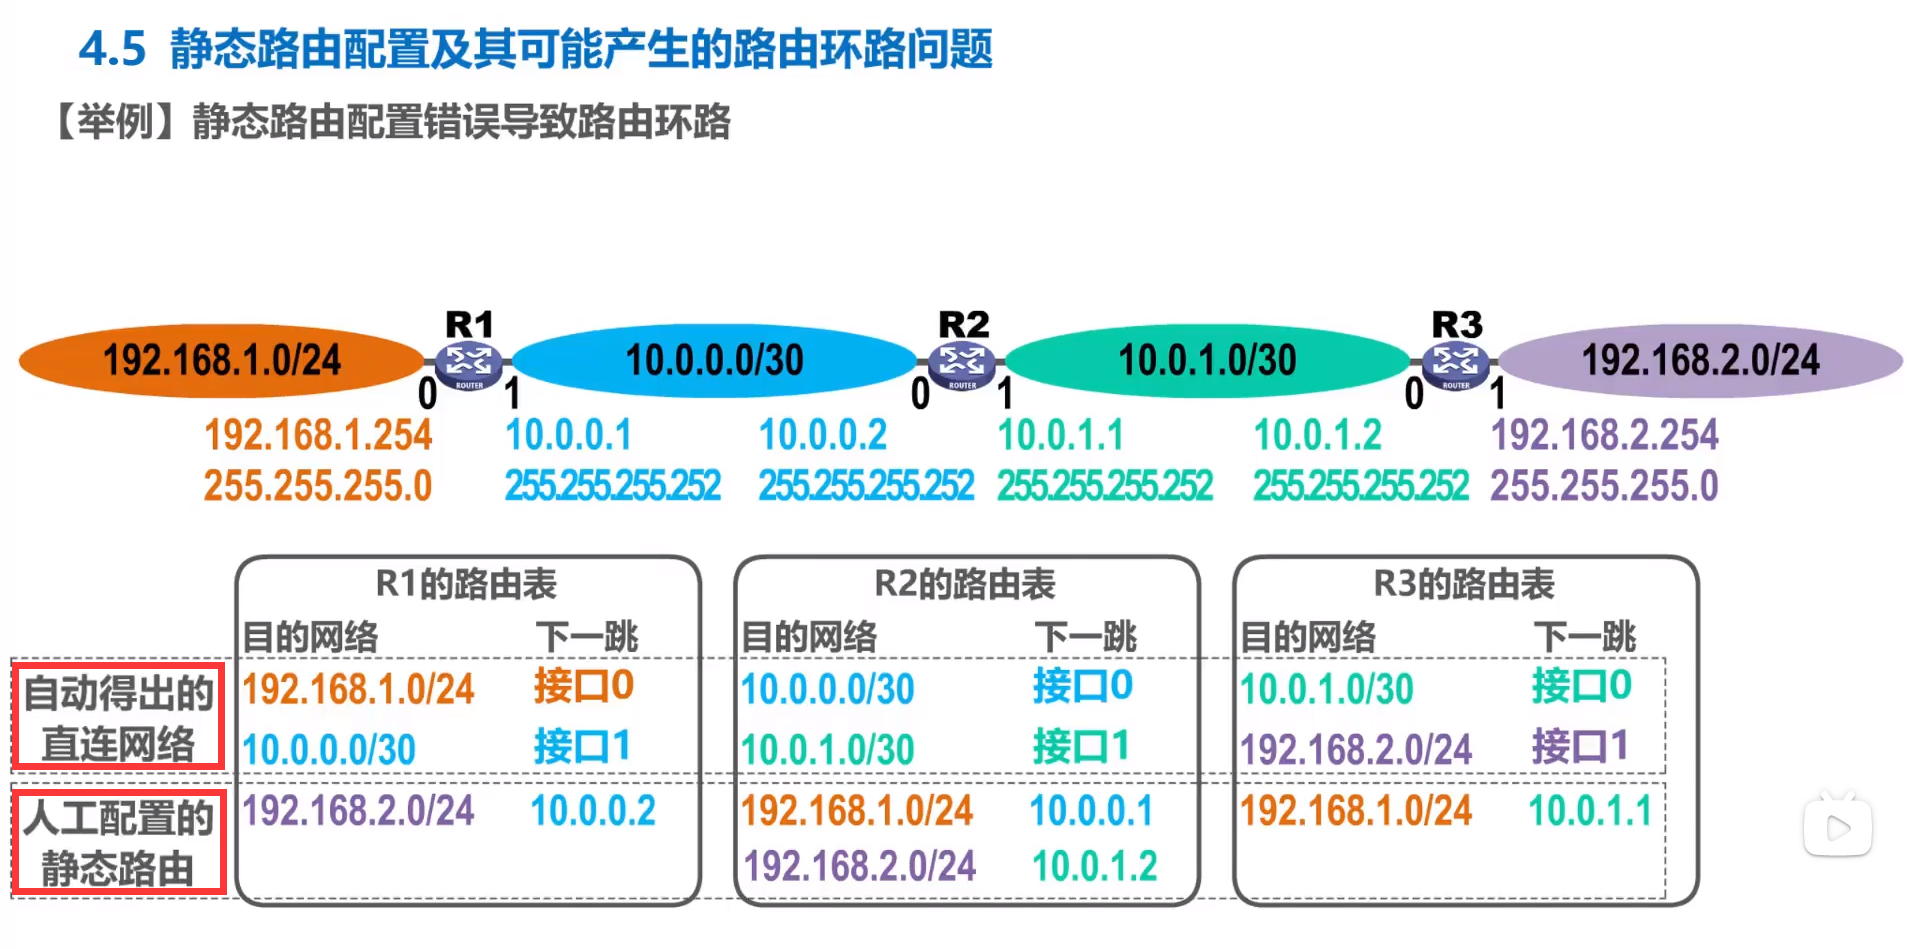 4.5 静态路由配置及其可能产生的路由环路问题
【举例】静态路由配置错误导致路由环路
R1 R2 R3
192.168.1.0/24 10.0.0.0/30 10.0.1.0/30 192.168.2.0/24
ROUTER ROUTER ROUTER
0 1 0 1 0 1
192.168.1.254 10.0.0.1 10.0.0.2 10.0.1.1 10.0.1.2 192.168.2.254
255.255.255.0 255.255.255.252 255.255.255.252 255.255.255.252 255.255.255.252 255.255.255.0
R1的路由表 R2的路由表 R3的路由表
目的网络 下一跳 目的网络 下一跳 目的网络 下一跳
自动得出的
直连网络
192.168.1.0/24 接口0 10.0.0.0/30 接口0 10.0.1.0/30 接口0
10.0.0.0/30 接口1 10.0.1.0/30 接口1 192.168.2.0/24 接口1
人工配置的
静态路由
192.168.2.0/24 10.0.0.2 192.168.1.0/24 10.0.0.1 192.168.1.0/24 10.0.1.1
192.168.2.0/24 10.0.1.2